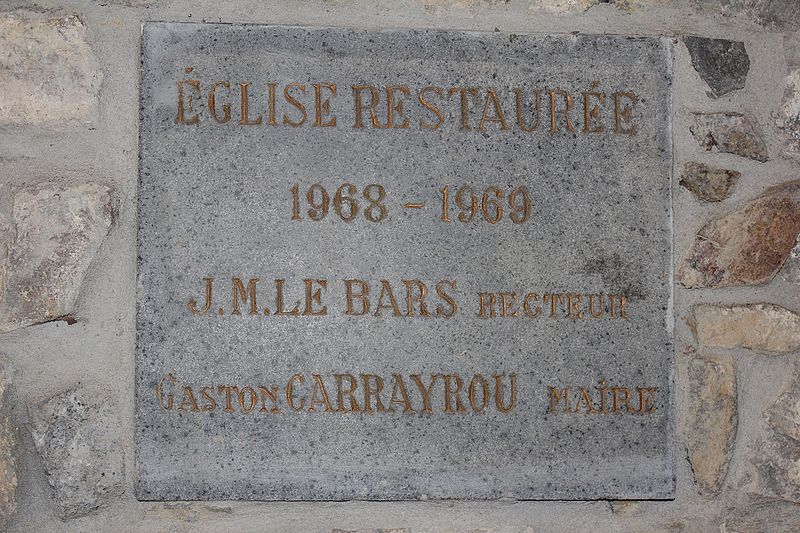 ÉGLISE RESTAURÉE
1968 - 1969
J.M.LE BARS RECTEUR
GASTON CARRAYROU MAIRE